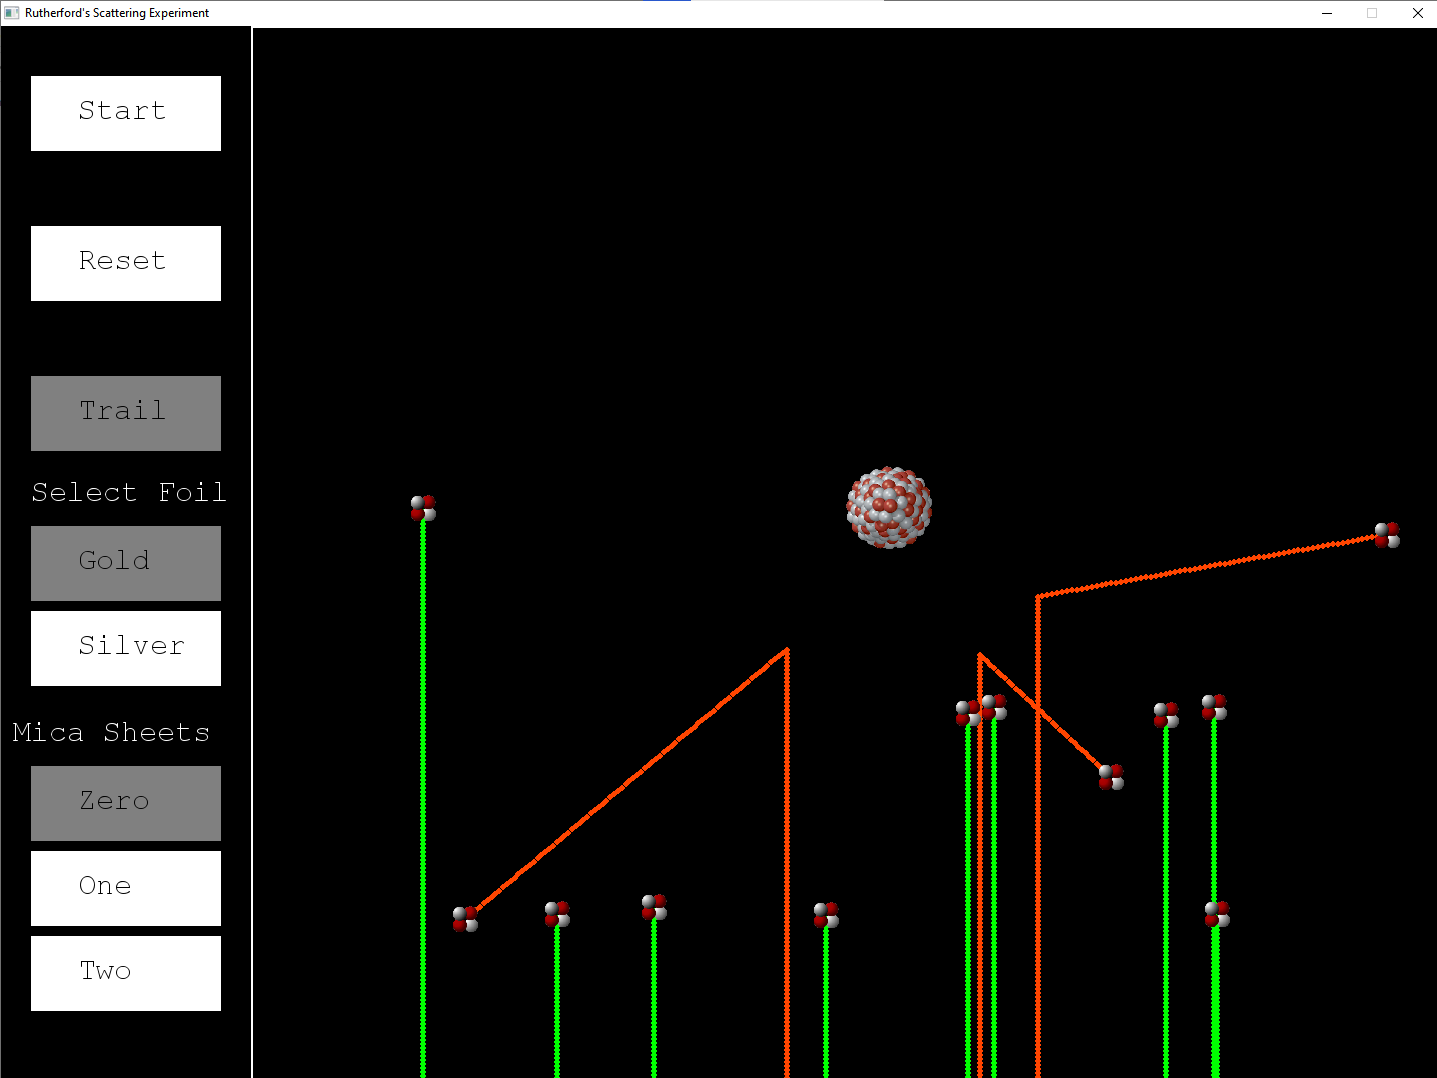 Rutherford's Scattering Experiment
Start
Reset
Trail
Select Foil
Gold
Silver
Mica Sheets
Zero
One
Two